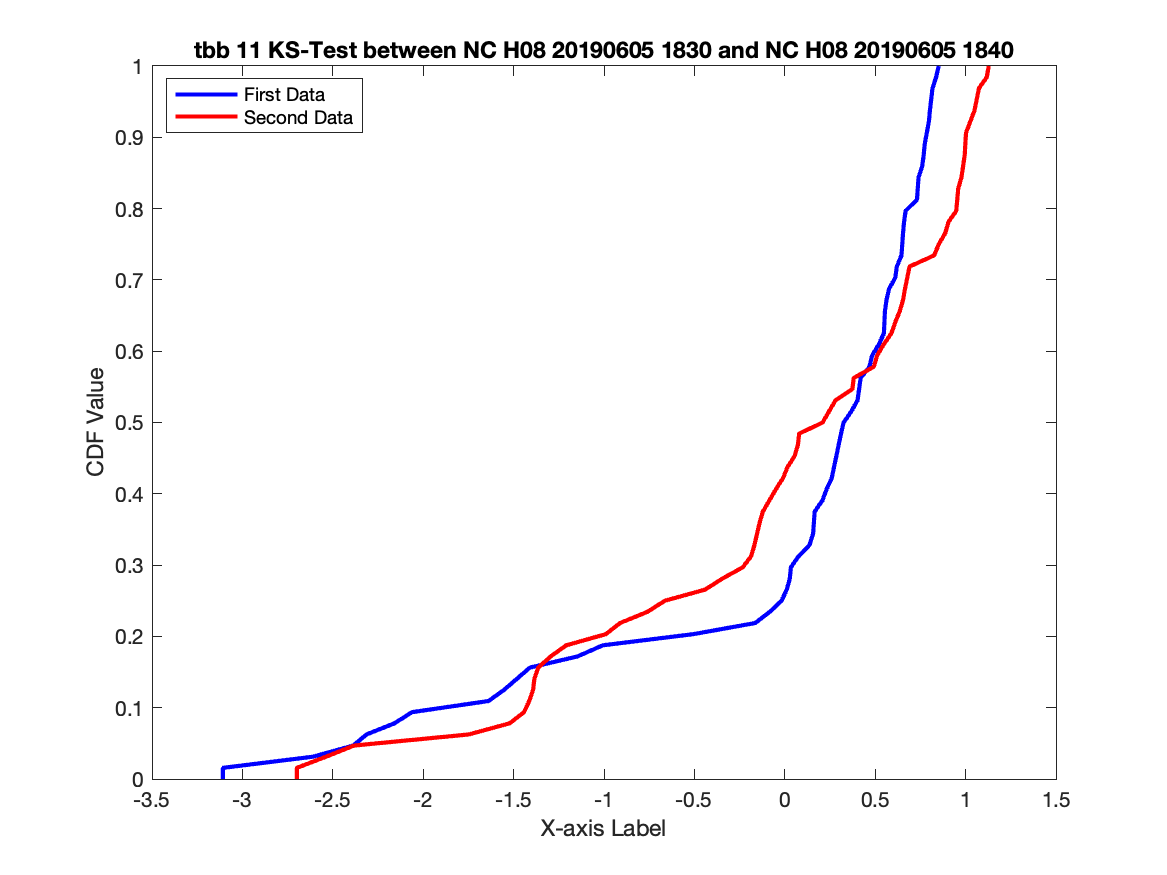 tbb 11 KS-Test between NC H08 20190605 1830 and NC H08 20190605 1840
First Data
Second Data
1
0.9
0.8
0.7
0.6
0.5
0.4
0.3
0.2
0.1
0
CDF Value
-3.5 -3 -2.5 -2 -1.5 -1 -0.5 0 0.5 1 1.5
X-axis Label